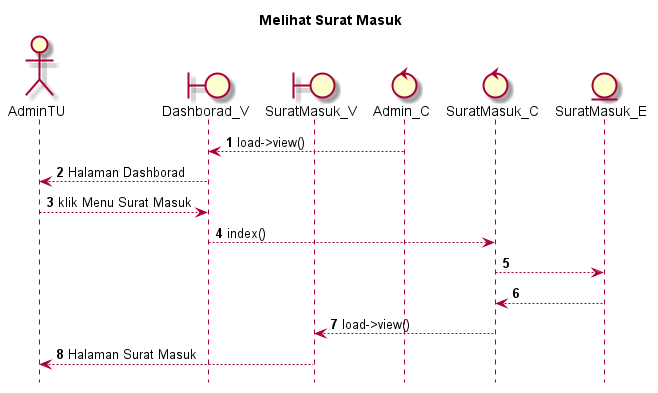 Melihat Surat Masuk
AdminTU
Dashborad_V
SuratMasuk_V
Admin_C
SuratMasuk_C
SuratMasuk_E
1 load->view()
2 Halaman Dashborad
3 klik Menu Surat Masuk
4 index()
5
6
7 load->view()
8 Halaman Surat Masuk